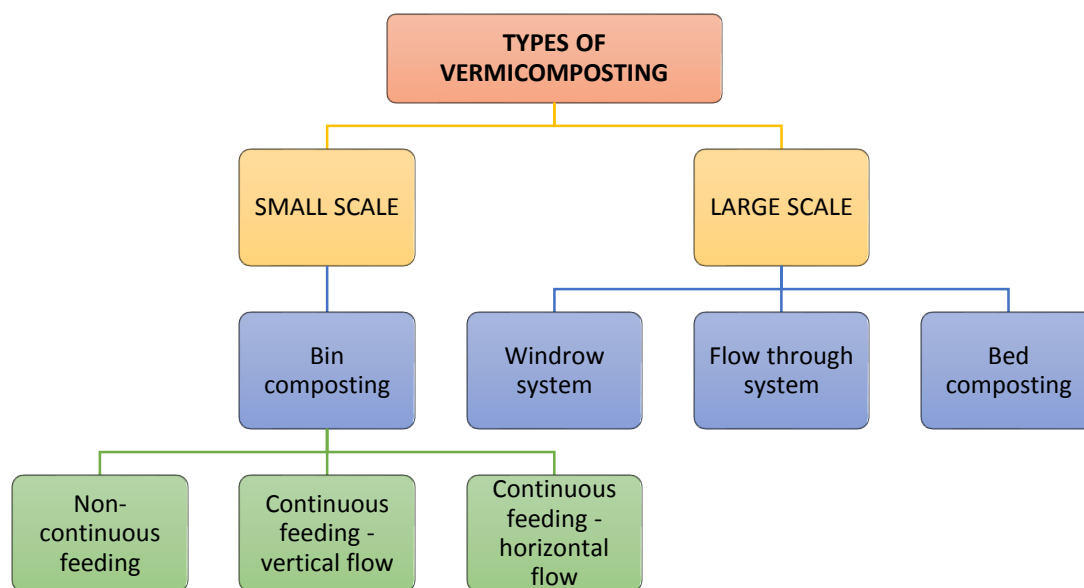 TYPES OF
VERMICOMPOSTING
SMALL SCALE
LARGE SCALE
Bin
composting
Windrow
system
Flow through
system
Bed
composting
Non-
continuous
feeding
Continuous
feeding -
vertical flow
Continuous
feeding -
horizontal
flow